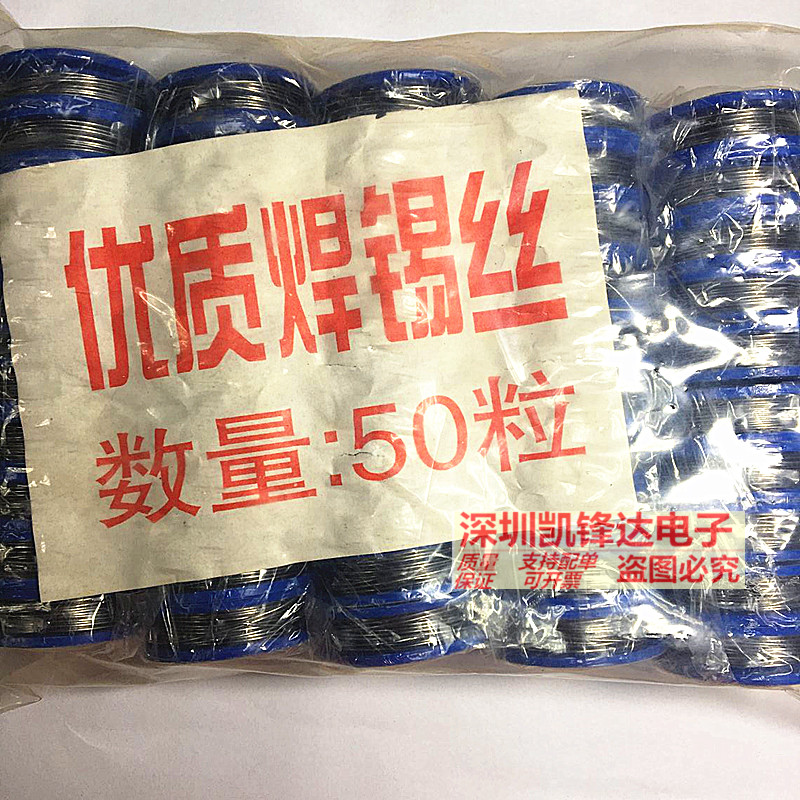 优质焊锡丝
数量:50粒
深圳凯锋达电子
质量 支持配单 盗图必究
保证 可开票